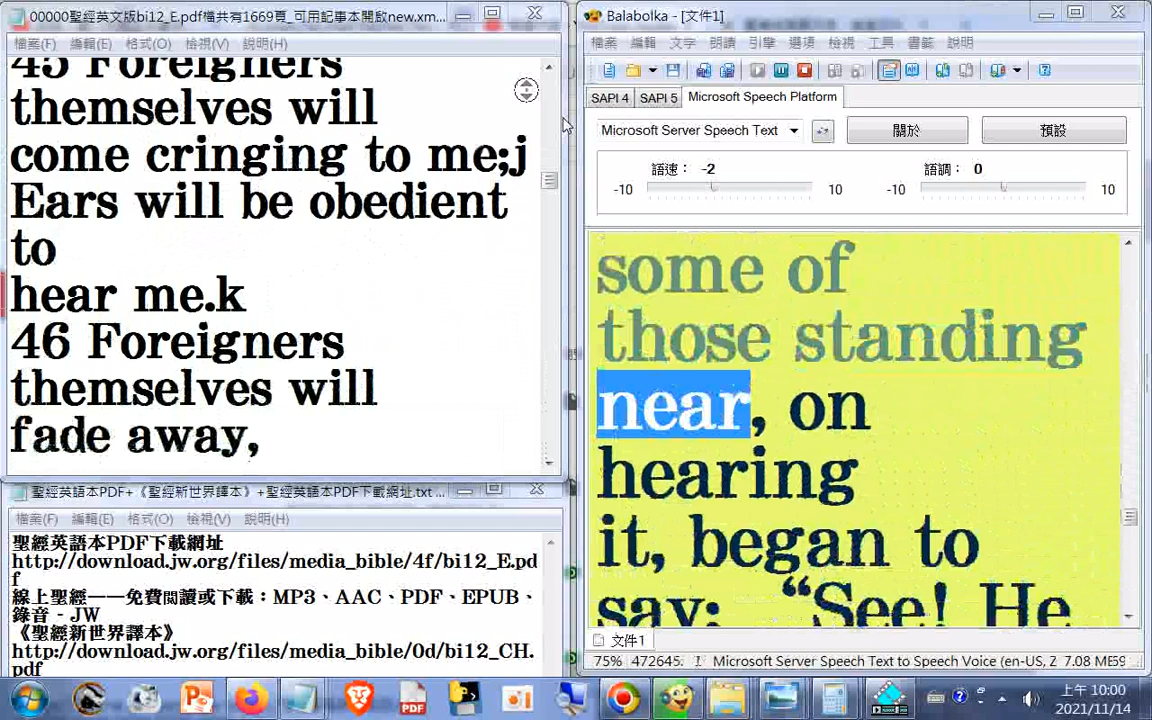 00000聖經英文版bi12_E.pdf檔共有1669頁_可用記事本開啟new.xm...
檔案(F) 編輯(E) 格式(O) 檢視(V) 說明(H)
45 Foreigners
themselves will
come cringing to me;j
Ears will be obedient
to
hear me.k
46 Foreigners
themselves will
fade away,
聖經英語本PDF+《聖經新世界譯本》+聖經英語本PDF下載網址.txt ...
檔案(F) 編輯(E) 格式(O) 檢視(V) 說明(H)
聖經英語本PDF下載網址
http://download.jw.org/files/media_bible/4f/bi12_E.pd
f
線上聖經——免費閱讀或下載：MP3、AAC、PDF、EPUB、
錄音 - JW
《聖經新世界譯本》
http://download.jw.org/files/media_bible/0d/bi12_CH.
pdf
Balabolka - [文件1]
檔案 編輯 文字 朗讀 引擎 選項 檢視 工具 書籤 說明
SAPI 4 SAPI 5 Microsoft Speech Platform
Microsoft Server Speech Text 關於 預設
語速： -2 語調： 0
-10 10 -10 10
some of
those standing
near, on
hearing
it, began to
say: “See! He
文件1
75% 472645. Microsoft Server Speech Text to Speech Voice (en-US, Z 7.08 ME
上午 10:00
2021/11/14